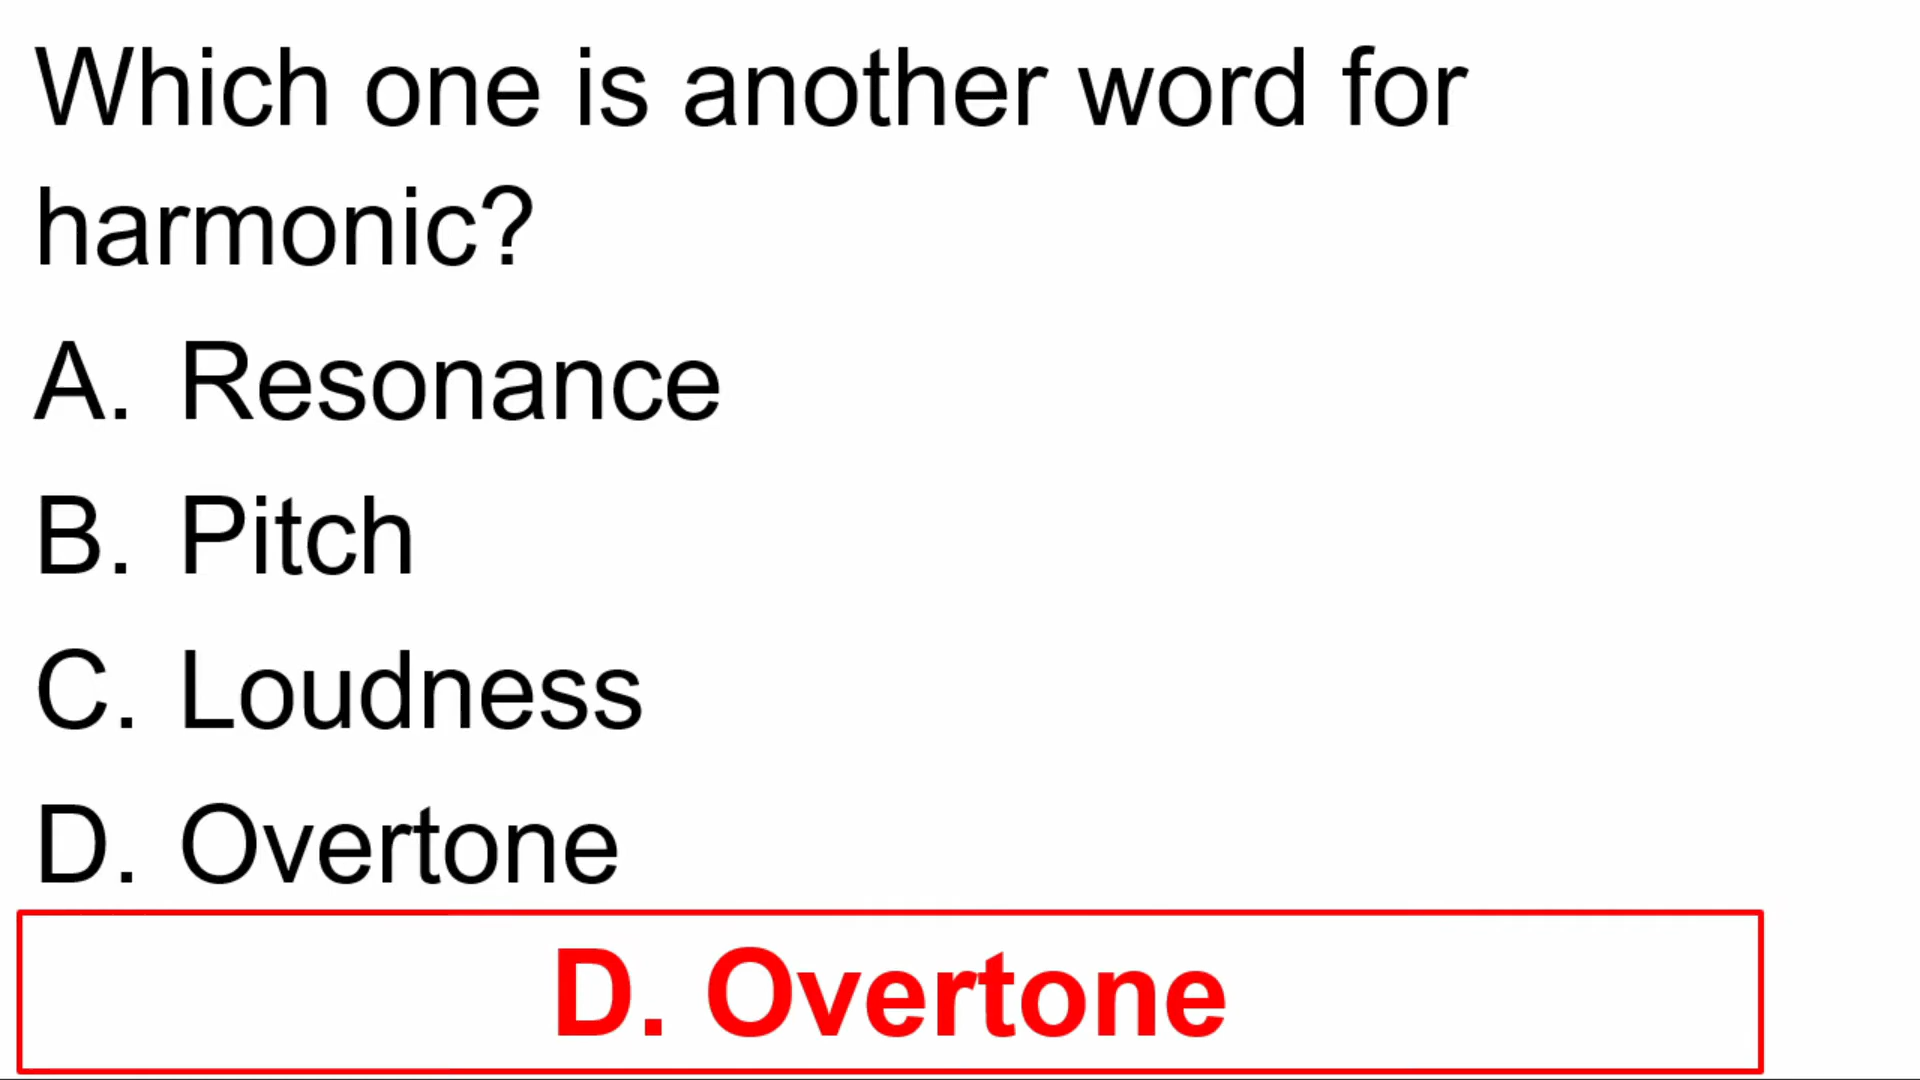 Which one is another word for
harmonic?
A. Resonance
B. Pitch
C. Loudness
D. Overtone
D. Overtone